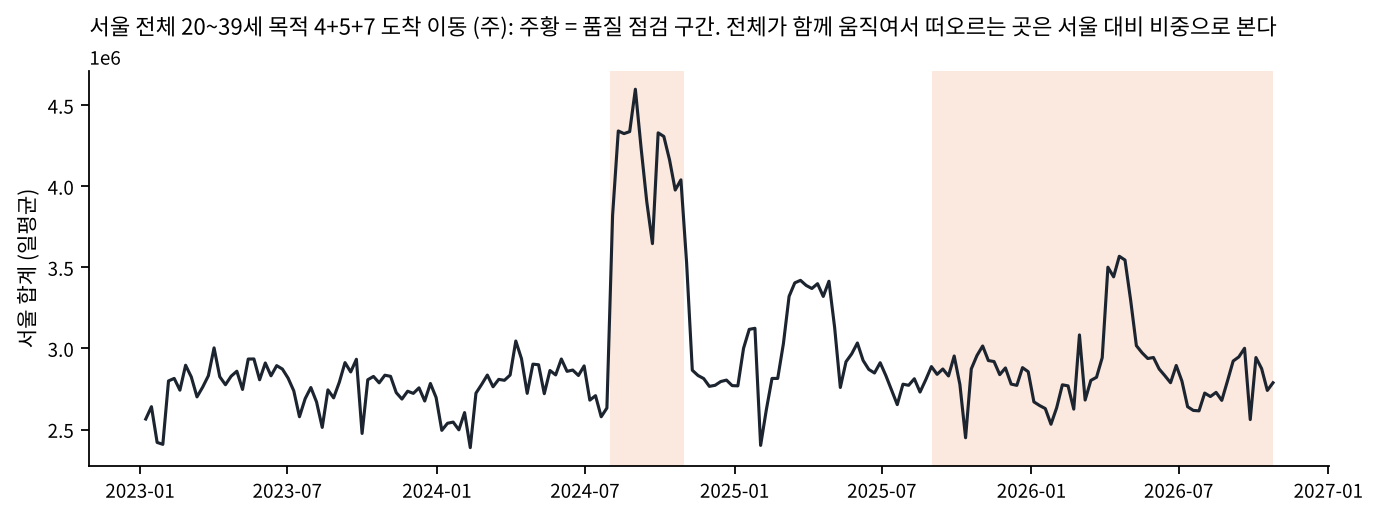 서울 전체 20~39세 목적 4+5+7 도착 이동 (주): 주황 = 품질 점검 구간. 전체가 함께 움직여서 떠오르는 곳은 서울 대비 비중으로 본다
1e6
서울 합계 (일평균)
4.5
4.0
3.5
3.0
2.5
2023-01 2023-07 2024-01 2024-07 2025-01 2025-07 2026-01 2026-07 2027-01